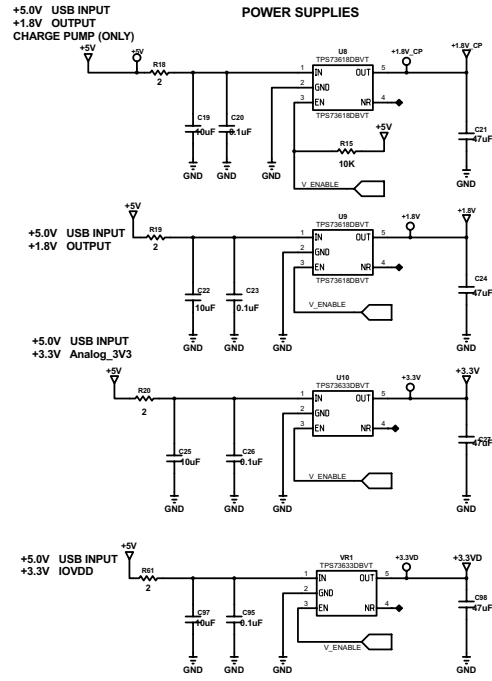 POWER SUPPLIES
+5.0V USB INPUT
+1.8V OUTPUT
CHARGE PUMP (ONLY)
+5V
+5V
R18
2
C19
10uF
C20
0.1uF
GND
GND
GND
U8
TPS73618DBVT
1
IN
OUT
5
2
GND
3
EN
NR
4
TPS73618DBVT
+1.8V_CP
+1.8V_CP
R15
10K
+5V
V_ENABLE
C21
47uF
GND
+5.0V USB INPUT
+1.8V OUTPUT
+5V
R19
2
C22
10uF
C23
0.1uF
GND
GND
GND
U9
TPS73618DBVT
1
IN
OUT
5
2
GND
3
EN
NR
4
TPS73618DBVT
+1.8V
+1.8V
V_ENABLE
C24
47uF
GND
+5.0V USB INPUT
+3.3V Analog_3V3
+5V
R20
2
C25
10uF
C26
0.1uF
GND
GND
GND
U10
TPS73633DBVT
1
IN
OUT
5
2
GND
3
EN
NR
4
+3.3V
+3.3V
V_ENABLE
C27
47uF
GND
+5.0V USB INPUT
+3.3V IOVDD
+5V
R61
2
C97
10uF
C95
0.1uF
GND
GND
GND
VR1
TPS73633DBVT
1
IN
OUT
5
2
GND
3
EN
NR
4
+3.3VD
+3.3VD
V_ENABLE
C98
47uF
GND